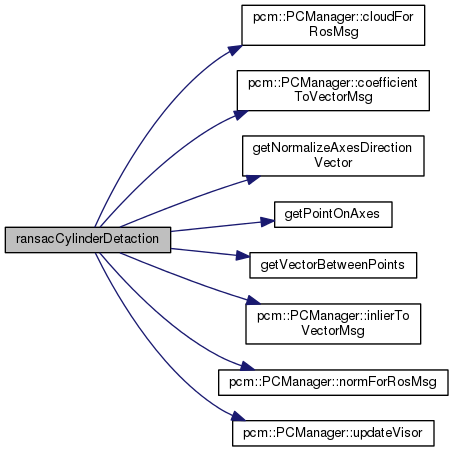 pcm::PCManager::cloudFor
RosMsg
pcm::PCManager::coefficient
ToVectorMsg
getNormalizeAxesDirection
Vector
getPointOnAxes
ransacCylinderDetaction
getVectorBetweenPoints
pcm::PCManager::inlierTo
VectorMsg
pcm::PCManager::normForRosMsg
pcm::PCManager::updateVisor